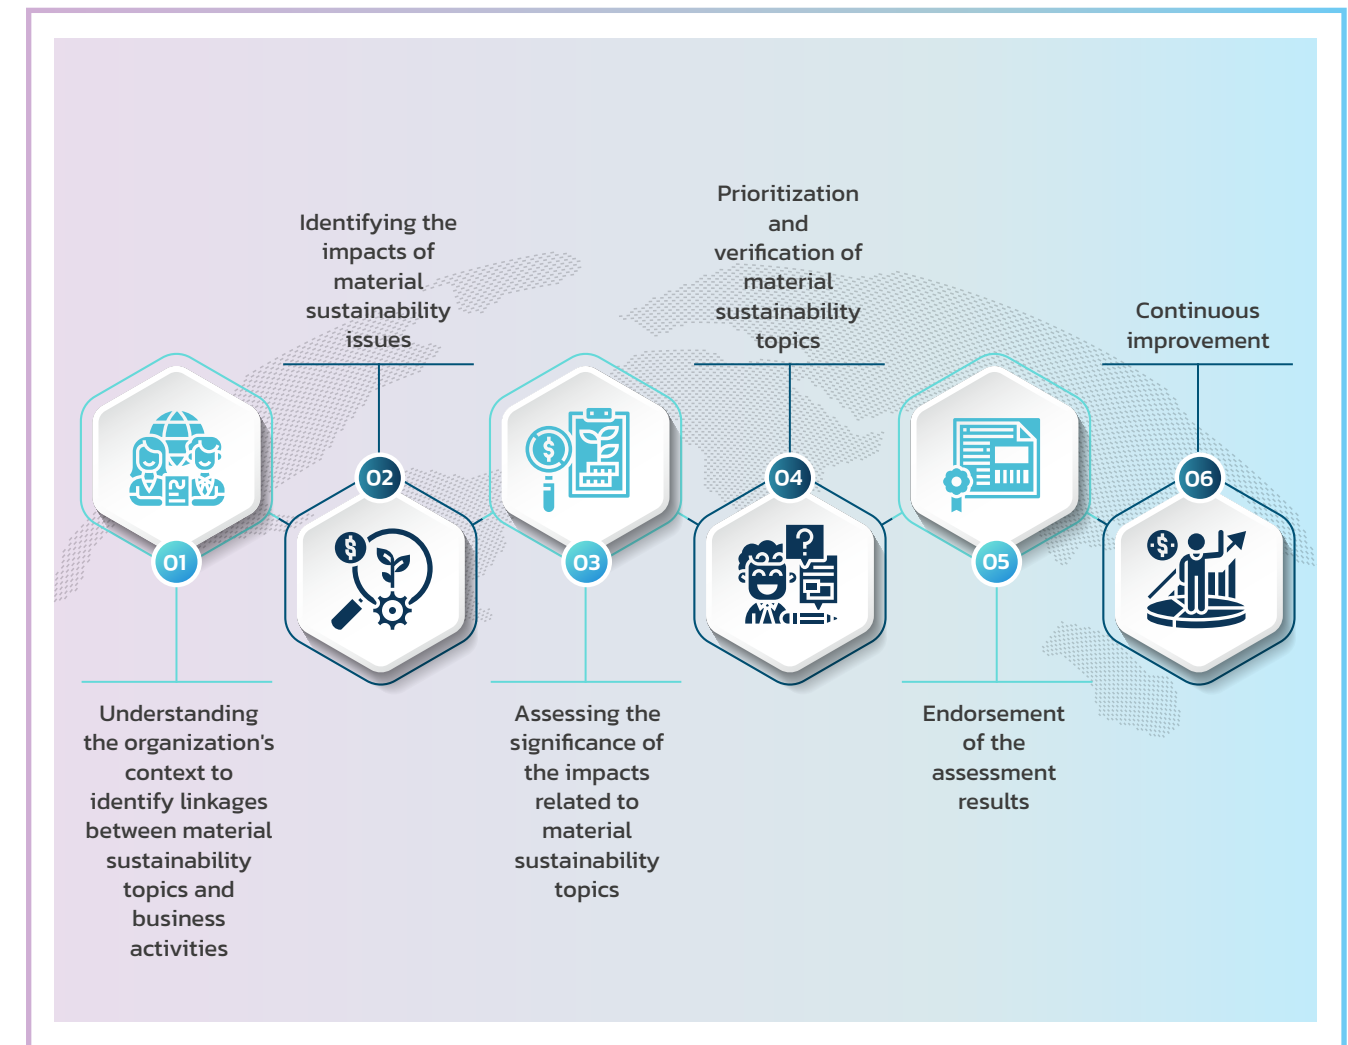 01
Understanding
the organization's
context to
identify linkages
between material
sustainability
topics and
business
activities
Identifying the
impacts of
material
sustainability
issues
02
03
Assessing the
significance of
the impacts
related to
material
sustainability
topics
Prioritization
and
verification of
material
sustainability
topics
04
05
Endorsement
of the
assessment
results
Continuous
improvement
06